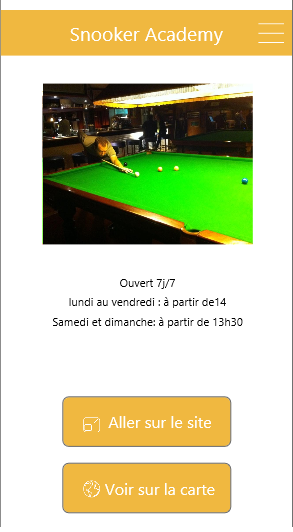 Snooker Academy
Ouvert 7j/7
lundi au vendredi : à partir de14
Samedi et dimanche: à partir de 13h30
Aller sur le site
Voir sur la carte